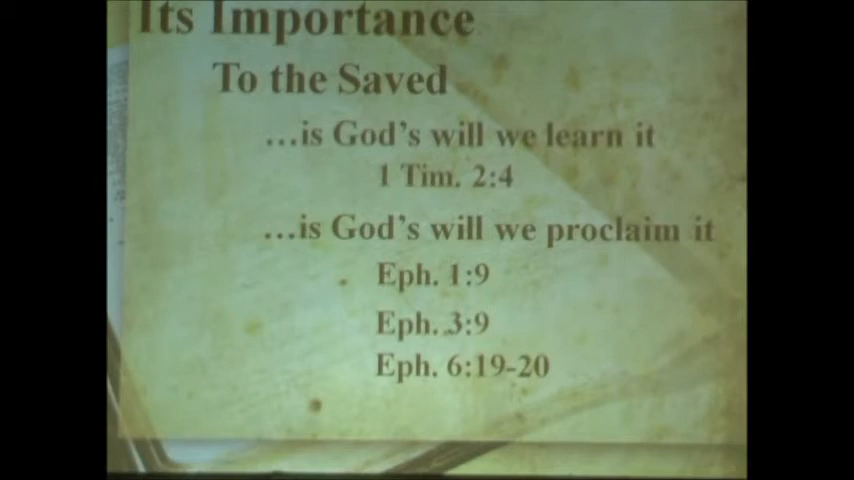 Its Importance
To the Saved
...is God's will we learn it
1 Tim. 2:4
...is God's will we proclaim it
Eph. 1:9
Eph. 3:9
Eph. 6:19-20